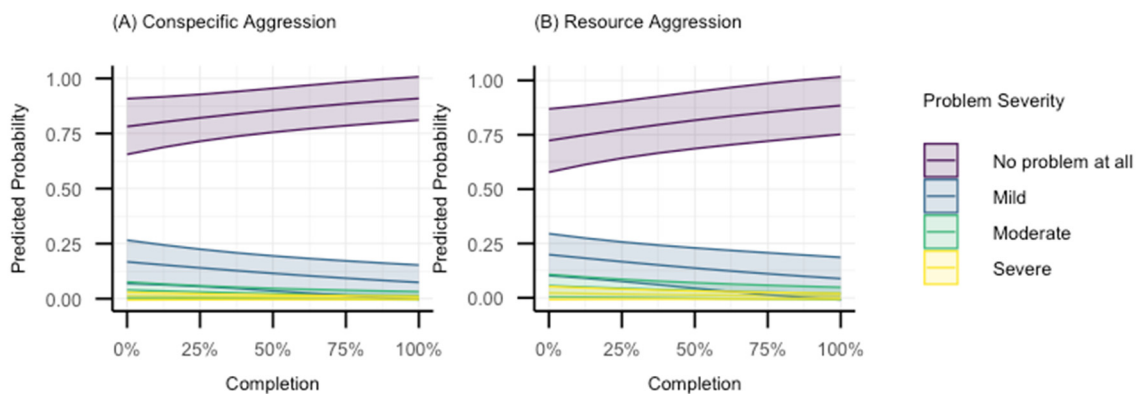 (A) Conspecific Aggression
(B) Resource Aggression
Predicted Probability
1.00
0.75
0.50
0.25
0.00
0% 25% 50% 75% 100%
Completion
Predicted Probability
1.00
0.75
0.50
0.25
0.00
0% 25% 50% 75% 100%
Completion
Problem Severity
No problem at all
Mild
Moderate
Severe